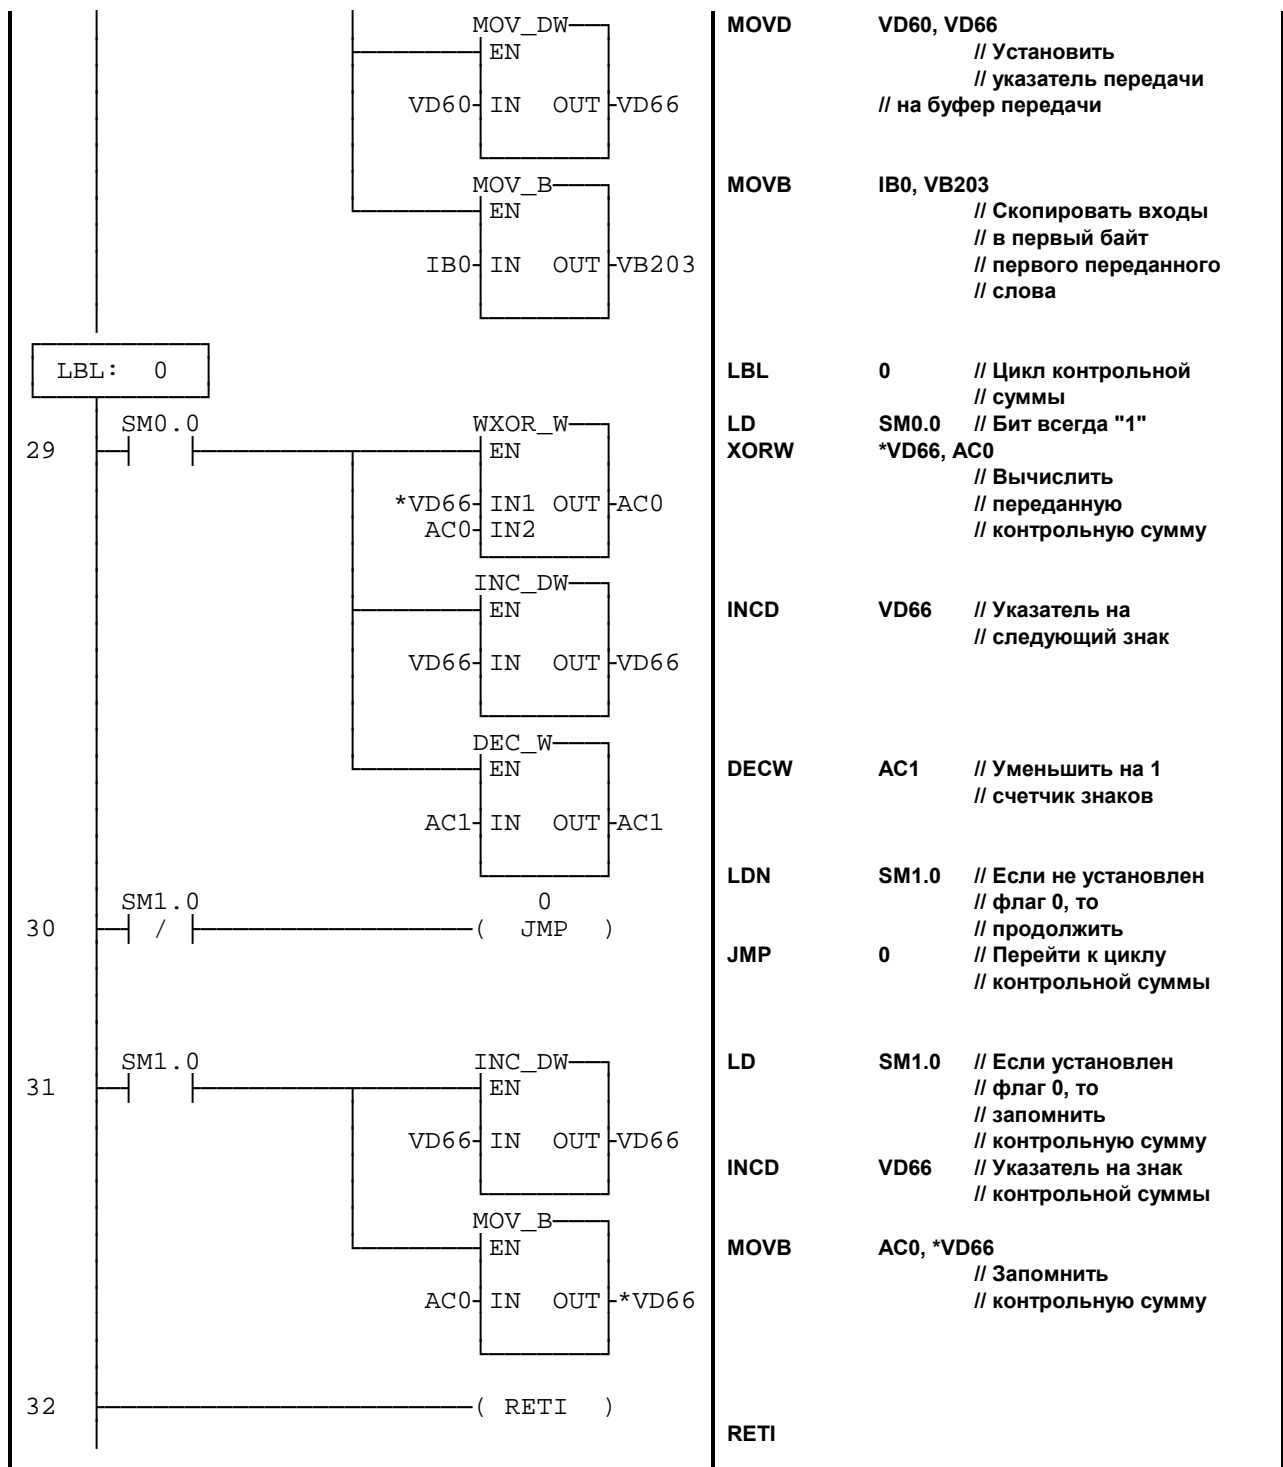 MOV_DW
EN
VD60 IN OUT VD66
MOV_B
EN
IB0 IN OUT VB203
LBL: 0
SM0.0 WXOR_W
29 EN
*VD66 IN1 OUT AC0
AC0 IN2
INC_DW
EN
VD66 IN OUT VD66
DEC_W
EN
AC1 IN OUT AC1
SM1.0 0
30 / ( JMP )
SM1.0 INC_DW
31 EN
VD66 IN OUT VD66
MOV_B
EN
AC0 IN OUT *VD66
32 ( RETI )
MOVD VD60, VD66
// Установить
// указатель передачи
// на буфер передачи
MOVB IB0, VB203
// Скопировать входы
// в первый байт
// первого переданного
// слова
LBL 0 // Цикл контрольной
// суммы
LD SM0.0 // Бит всегда "1"
XORW *VD66, AC0
// Вычислить
// переданную
// контрольную сумму
INCD VD66 // Указатель на
// следующий знак
DECW AC1 // Уменьшить на 1
// счетчик знаков
LDN SM1.0 // Если не установлен
// флаг 0, то
// продолжить
JMP 0 // Перейти к циклу
// контрольной суммы
LD SM1.0 // Если установлен
// флаг 0, то
// запомнить
// контрольную сумму
INCD VD66 // Указатель на знак
// контрольной суммы
MOVB AC0, *VD66
// Запомнить
// контрольную сумму
RETI